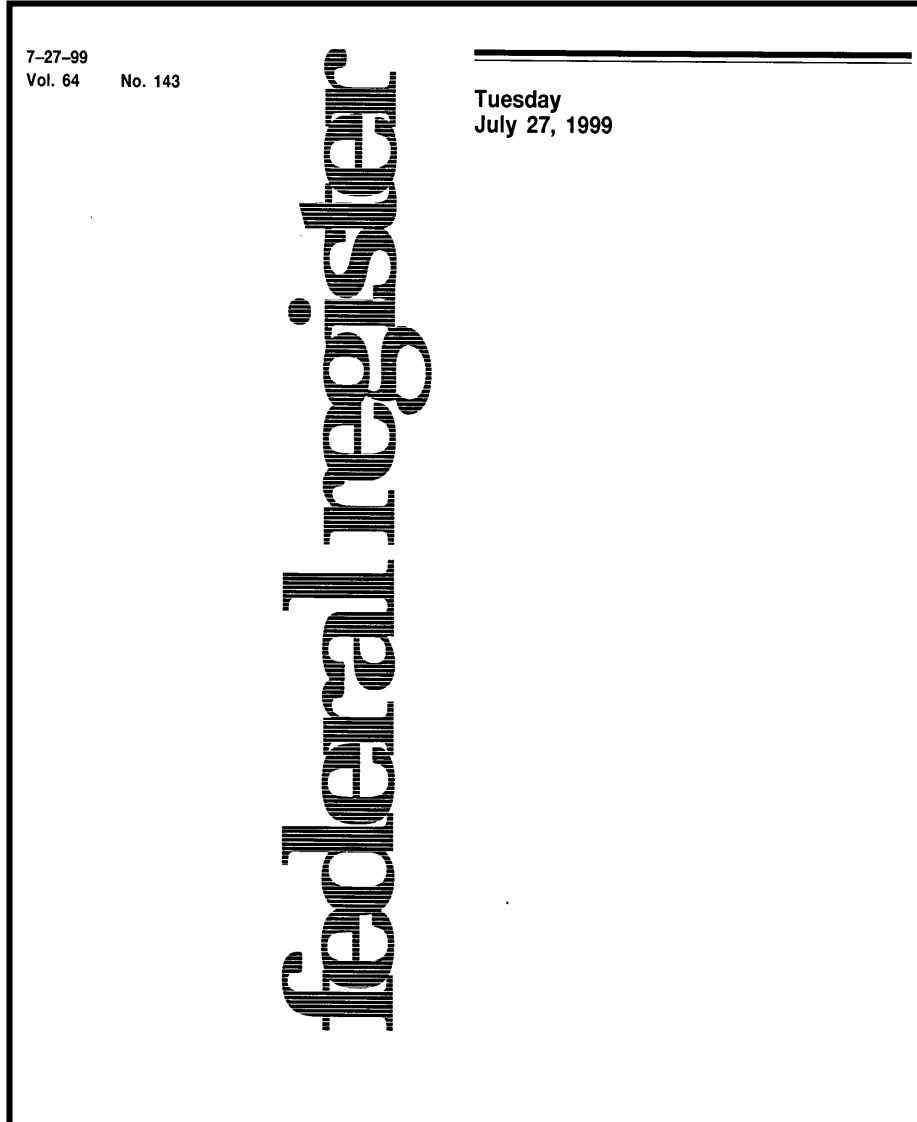 7–27–99
Vol. 64 No. 143
federal register
Tuesday
July 27, 1999